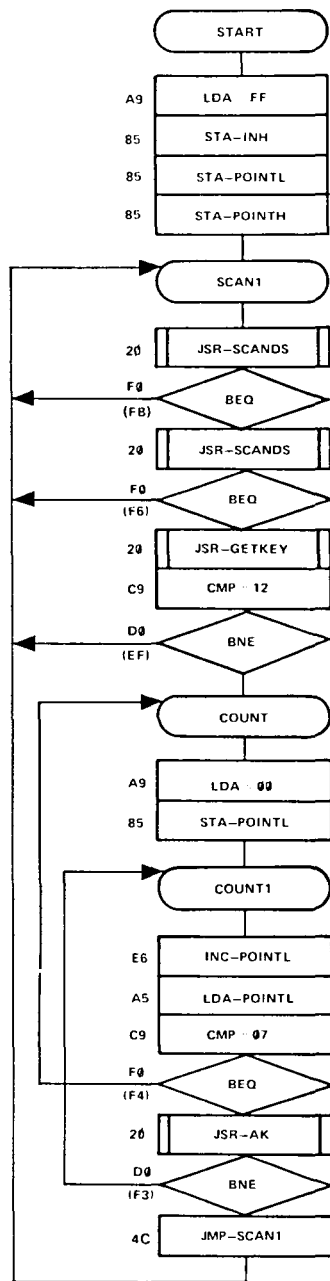 START
A9 LDA FF
85 STA-INH
85 STA-POINTL
85 STA-POINTH
SCAN1
20 JSR-SCANDS
F0 BEQ
(FB)
20 JSR-SCANDS
F0 BEQ
(F6)
20 JSR-GETKEY
C9 CMP 12
D0 BNE
(EF)
COUNT
A9 LDA 00
85 STA-POINTL
COUNT1
E6 INC-POINTL
A5 LDA-POINTL
C9 CMP 07
F0 BEQ
(F4)
20 JSR-AK
D0 BNE
(F3)
4C JMP-SCAN1